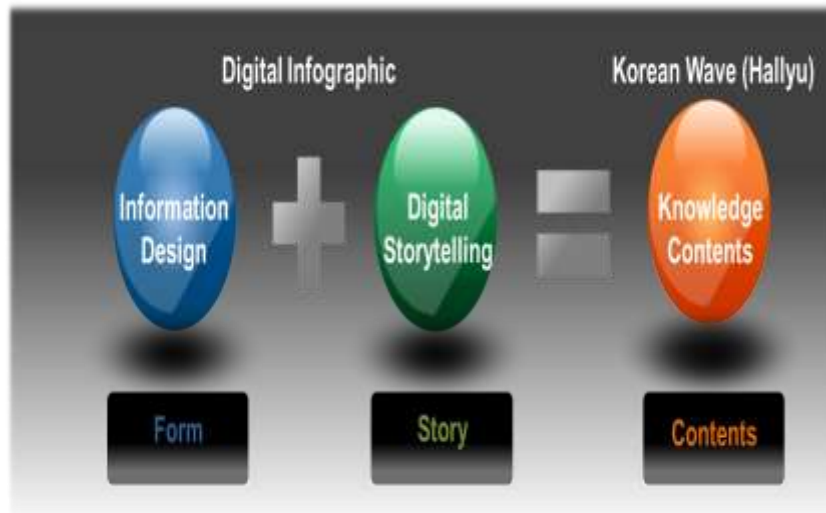 Digital Infographic
Korean Wave (Hallyu)
Information
Design
Digital
Storytelling
Knowledge
Contents
Form
Story
Contents